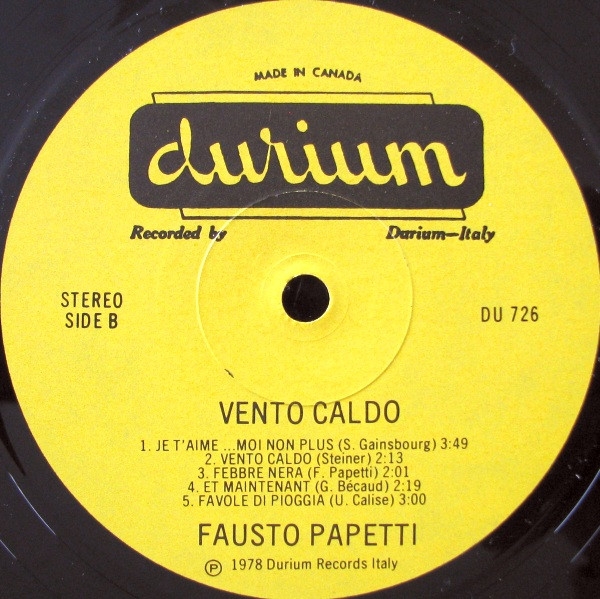 MADE IN CANADA
durium
Recorded by Durium—Italy
STEREO
SIDE B
DU 726
VENTO CALDO
1. JE T'AIME ...MOI NON PLUS (S. Gainsbourg) 3:49
2. VENTO CALDO (Steiner) 2:13
3. FEBBRE NERA (F. Papetti) 2:01
4. ET MAINTENANT (G. Bécaud) 2:19
5. FAVOLE DI PIOGGIA (U. Calise) 3:00
FAUSTO PAPETTI
Ⓟ 1978 Durium Records Italy